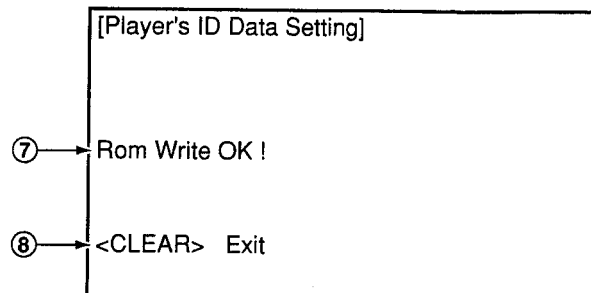 [Player's ID Data Setting]
⑦ Rom Write OK !
⑧ <CLEAR> Exit